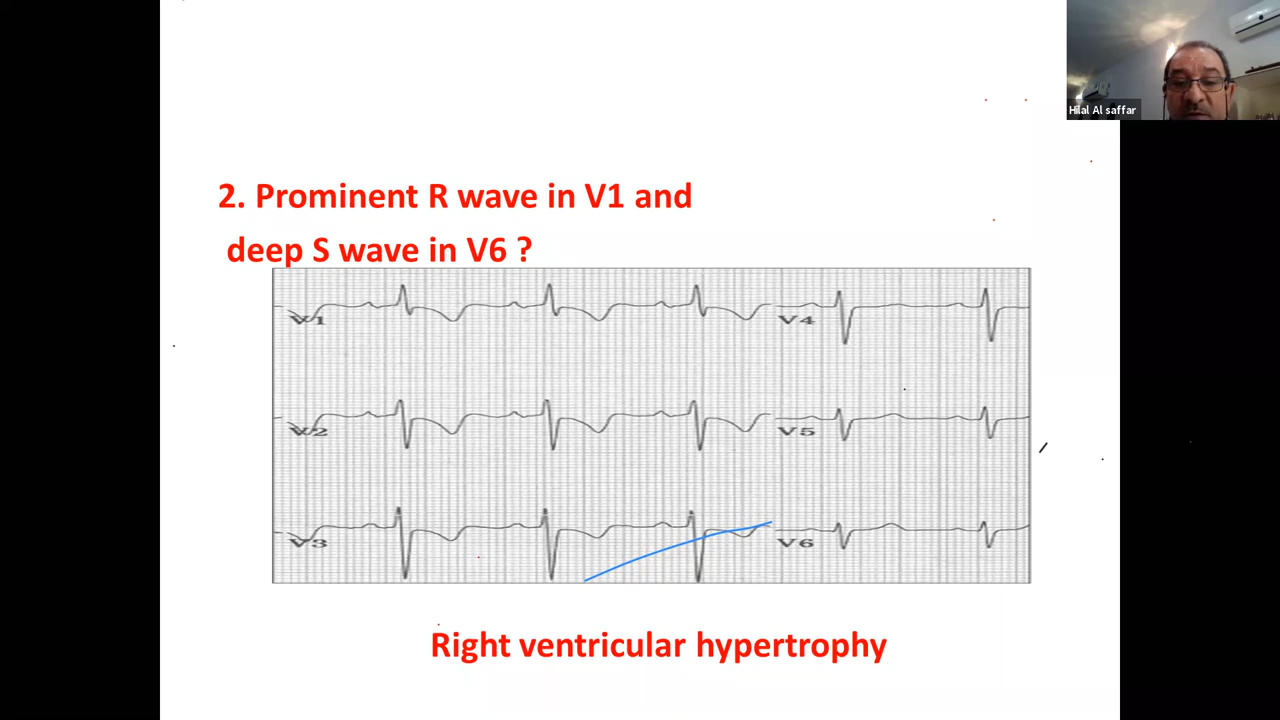 Hilal Al saffar
2. Prominent R wave in V1 and
deep S wave in V6 ?
V1
V4
V2
V5
V3
V6
Right ventricular hypertrophy